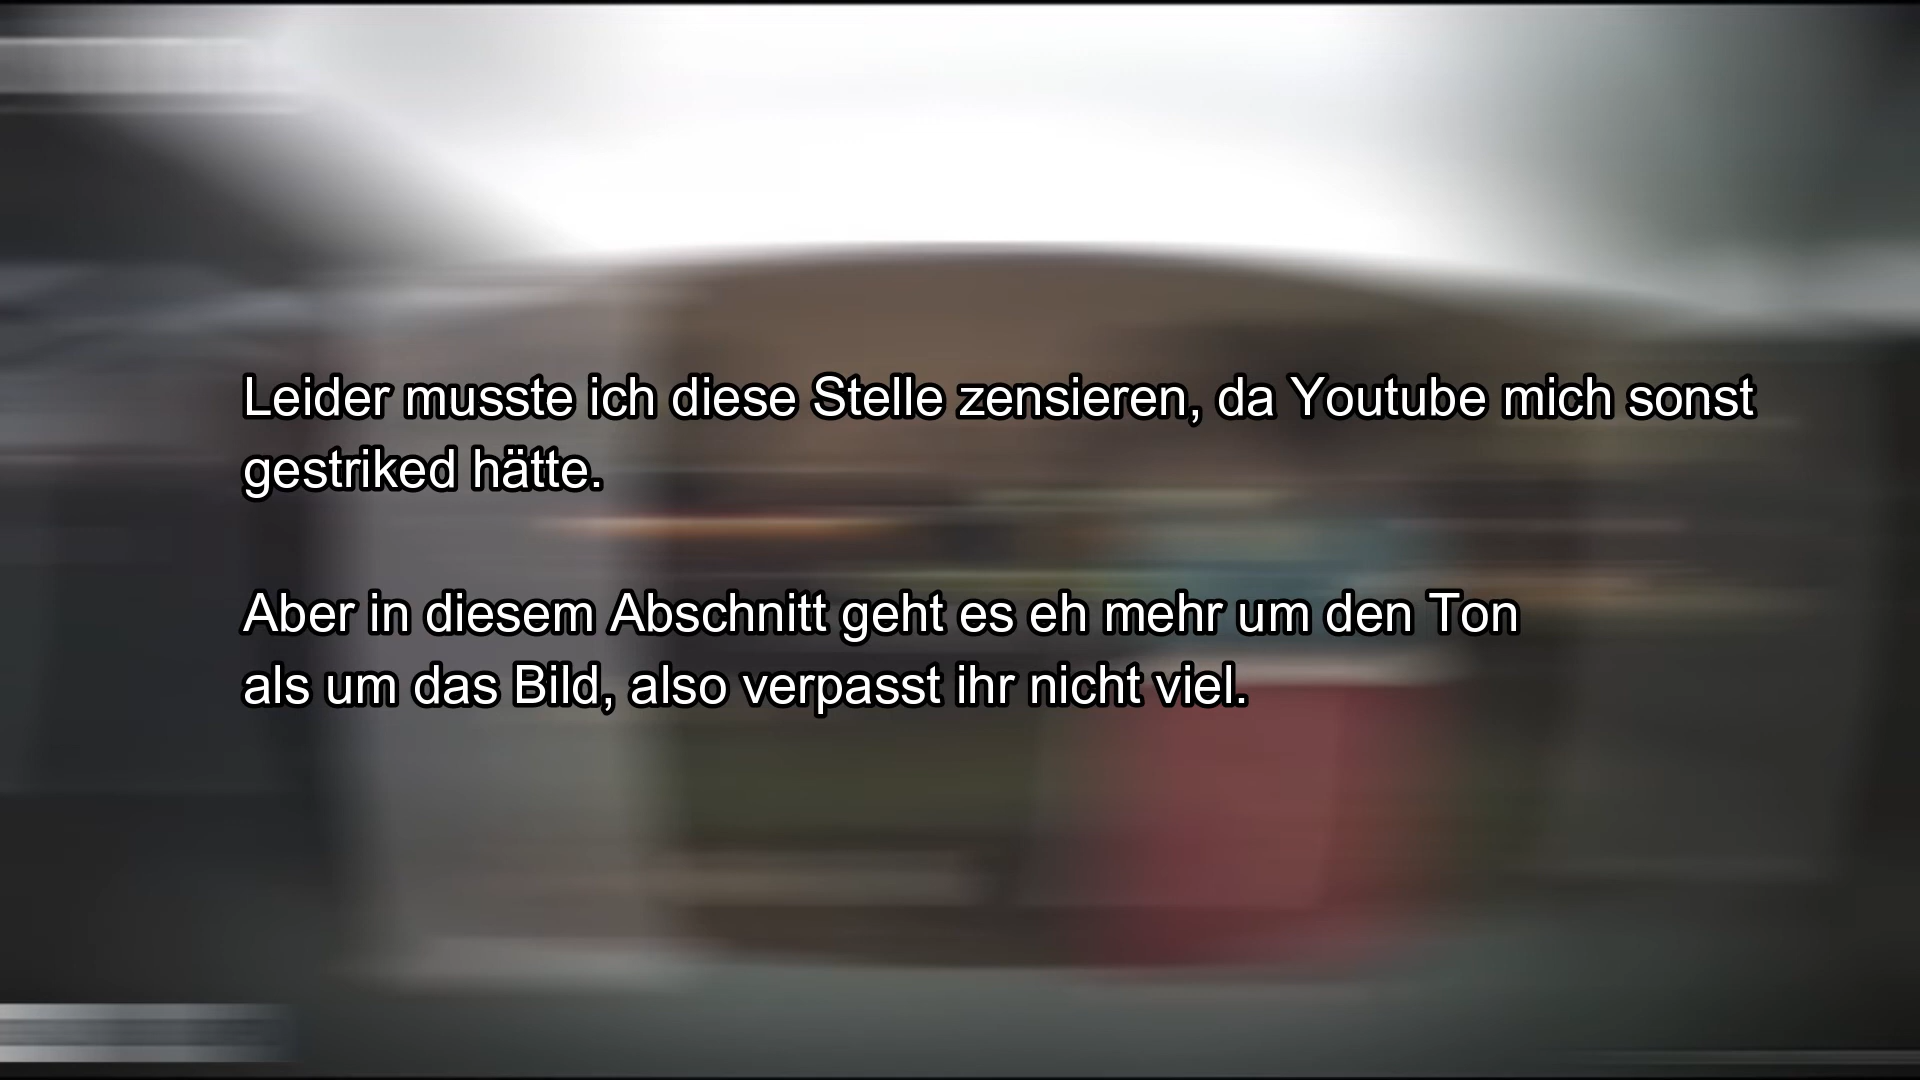 Leider musste ich diese Stelle zensieren, da Youtube mich sonst
gestriked hätte.
Aber in diesem Abschnitt geht es eh mehr um den Ton
als um das Bild, also verpasst ihr nicht viel.